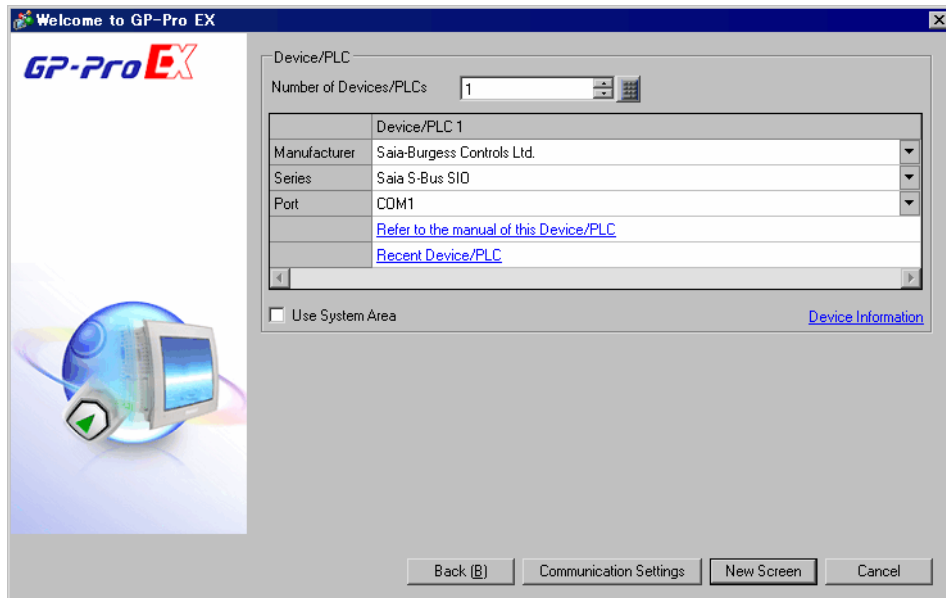 Welcome to GP-Pro EX
GP-Pro EX
Device/PLC
Number of Devices/PLCs 1
Device/PLC 1
Manufacturer Saia-Burgess Controls Ltd.
Series Saia S-Bus SIO
Port COM1
Refer to the manual of this Device/PLC
Recent Device/PLC
Use System Area Device Information
Back (B) Communication Settings New Screen Cancel